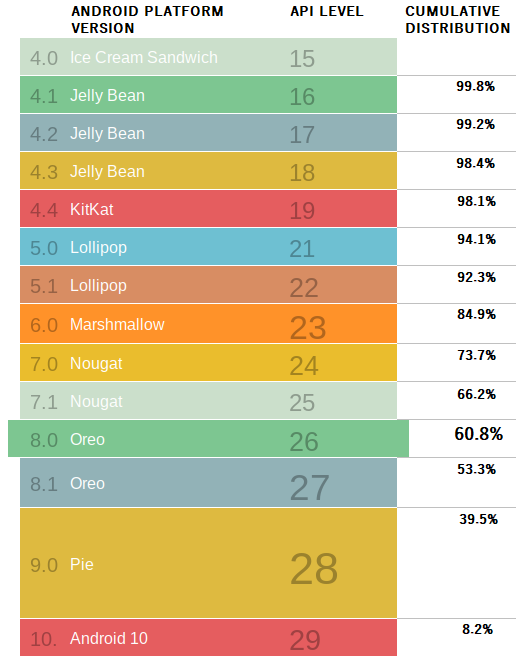 ANDROID PLATFORM VERSION API LEVEL CUMULATIVE DISTRIBUTION
4.0 Ice Cream Sandwich 15
4.1 Jelly Bean 16 99.8%
4.2 Jelly Bean 17 99.2%
4.3 Jelly Bean 18 98.4%
4.4 KitKat 19 98.1%
5.0 Lollipop 21 94.1%
5.1 Lollipop 22 92.3%
6.0 Marshmallow 23 84.9%
7.0 Nougat 24 73.7%
7.1 Nougat 25 66.2%
8.0 Oreo 26 60.8%
8.1 Oreo 27 53.3%
9.0 Pie 28 39.5%
10. Android 10 29 8.2%